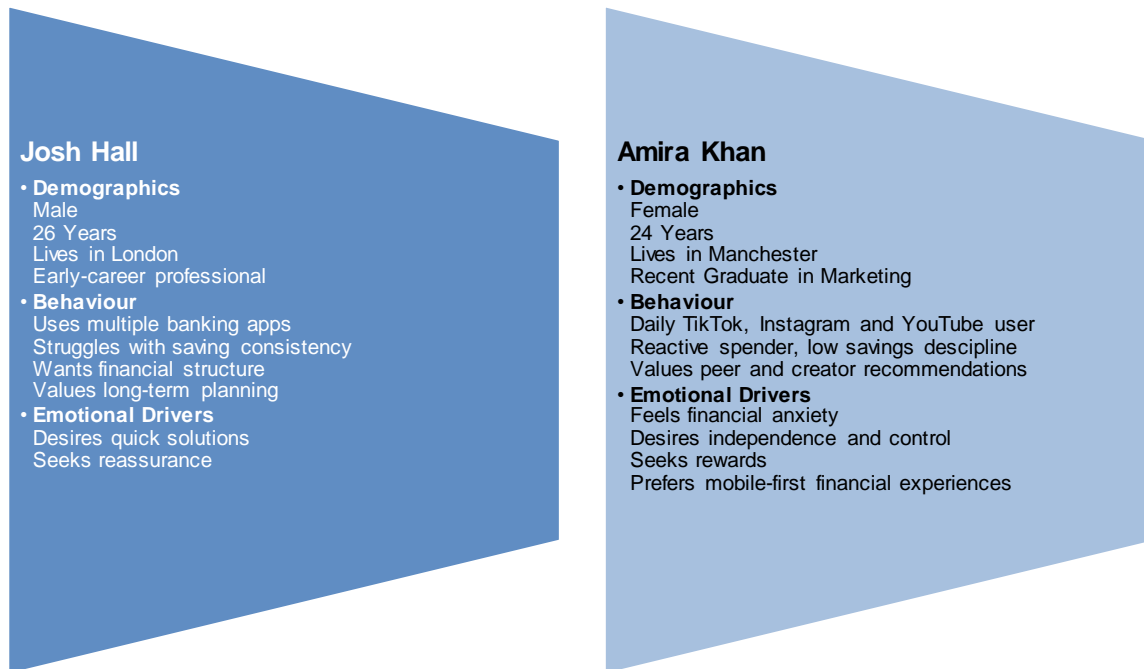 Josh Hall
• Demographics
Male
26 Years
Lives in London
Early-career professional
• Behaviour
Uses multiple banking apps
Struggles with saving consistency
Wants financial structure
Values long-term planning
• Emotional Drivers
Desires quick solutions
Seeks reassurance
Amira Khan
• Demographics
Female
24 Years
Lives in Manchester
Recent Graduate in Marketing
• Behaviour
Daily TikTok, Instagram and YouTube user
Reactive spender, low savings descipline
Values peer and creator recommendations
• Emotional Drivers
Feels financial anxiety
Desires independence and control
Seeks rewards
Prefers mobile-first financial experiences